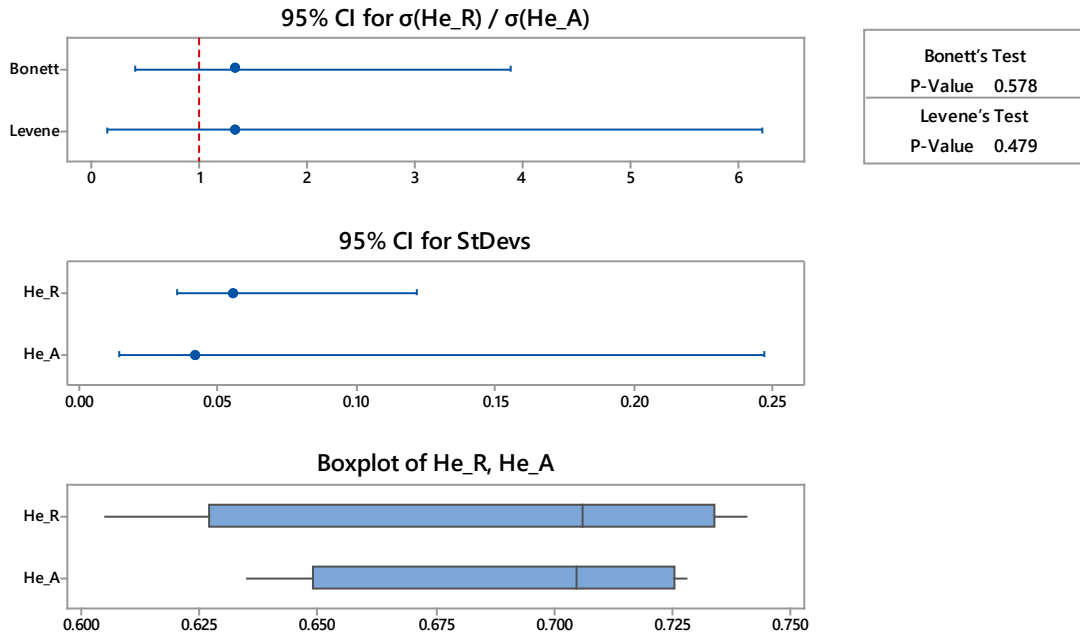 95% CI for σ(He_R) / σ(He_A)
Bonett
Levene
0 1 2 3 4 5 6
Bonett's Test
P-Value 0.578
Levene's Test
P-Value 0.479
95% CI for StDevs
He_R
He_A
0.00 0.05 0.10 0.15 0.20 0.25
Boxplot of He_R, He_A
He_R
He_A
0.600 0.625 0.650 0.675 0.700 0.725 0.750